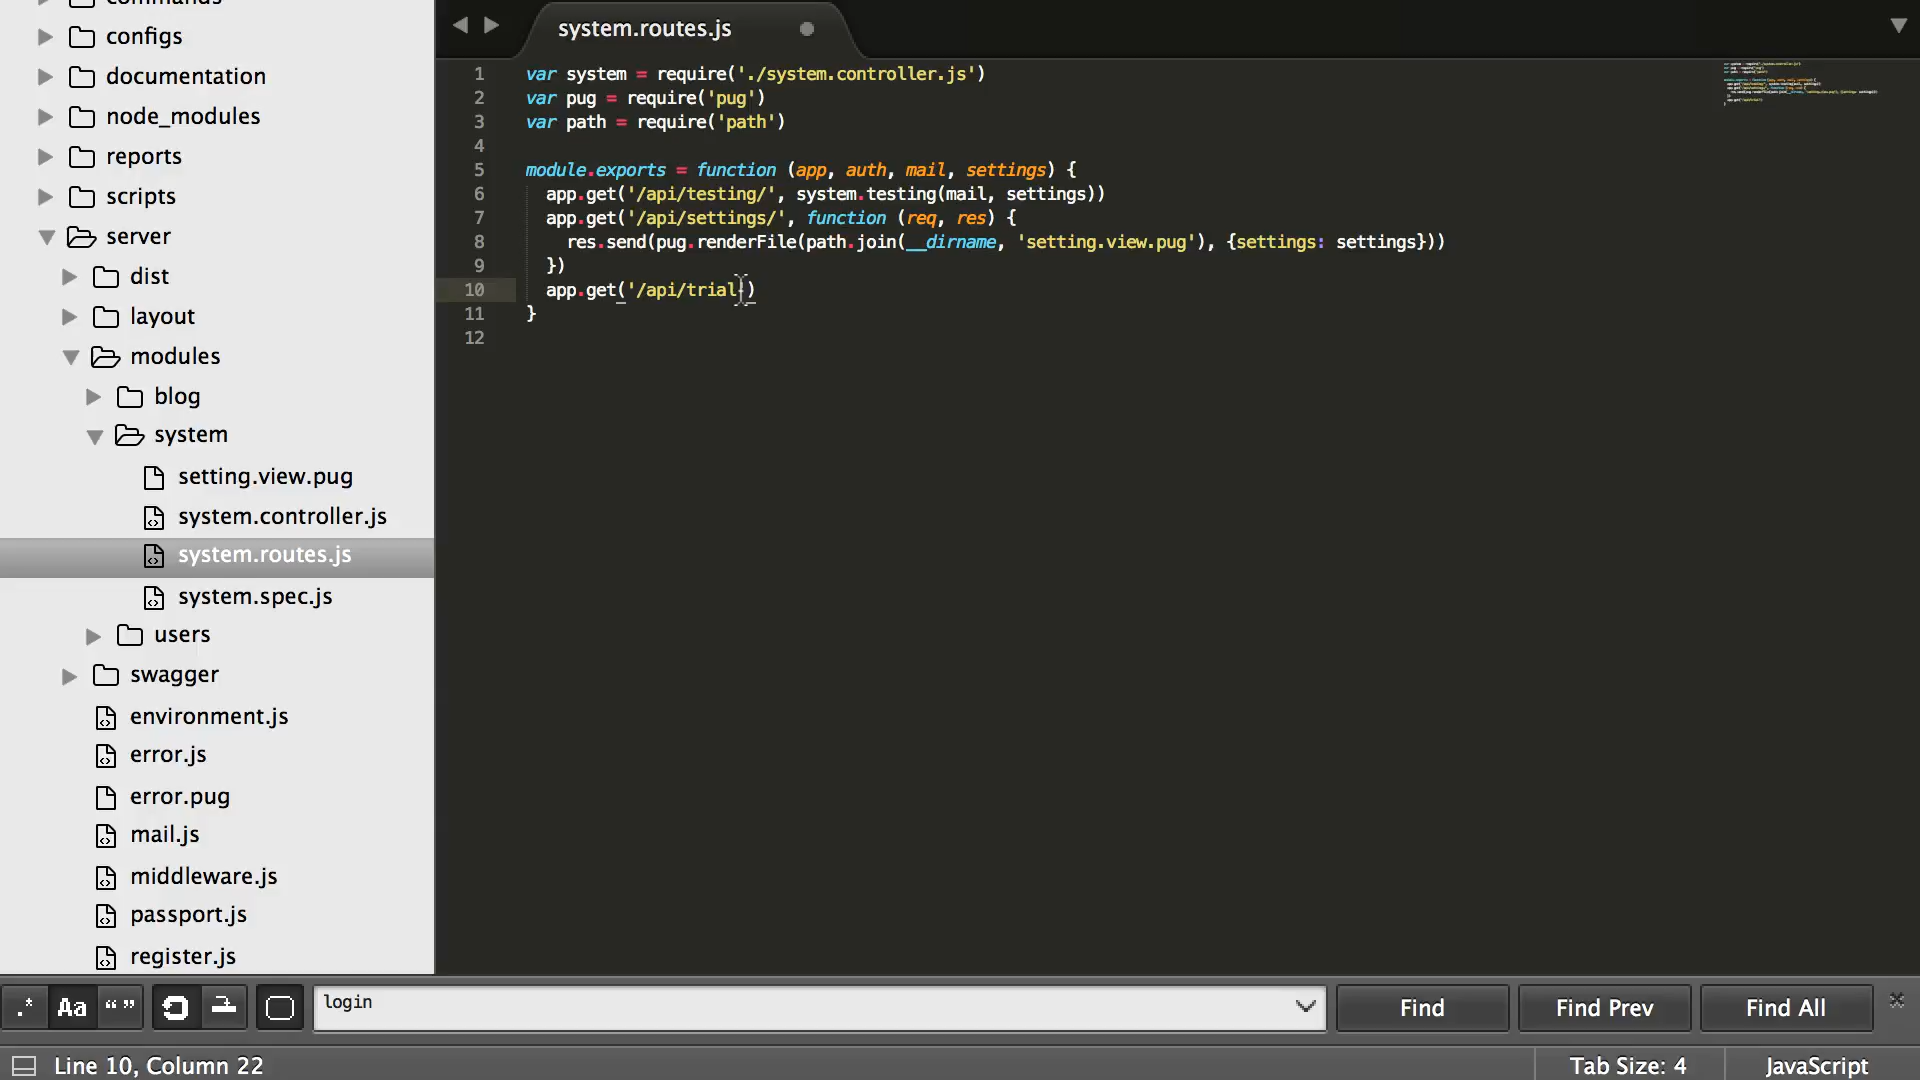 commands
configs
documentation
node_modules
reports
scripts
server
dist
layout
modules
blog
system
setting.view.pug
system.controller.js
system.routes.js
system.spec.js
users
swagger
environment.js
error.js
error.pug
mail.js
middleware.js
passport.js
register.js
system.routes.js
1 var system = require('./system.controller.js')
2 var pug = require('pug')
3 var path = require('path')
4
5 module.exports = function (app, auth, mail, settings) {
6 app.get('/api/testing/', system.testing(mail, settings))
7 app.get('/api/settings/', function (req, res) {
8 res.send(pug.renderFile(path.join(__dirname, 'setting.view.pug'), {settings: settings}))
9 })
10 app.get('/api/trial')
11 }
12
.* Aa “ ” login Find Find Prev Find All
Line 10, Column 22 Tab Size: 4 JavaScript